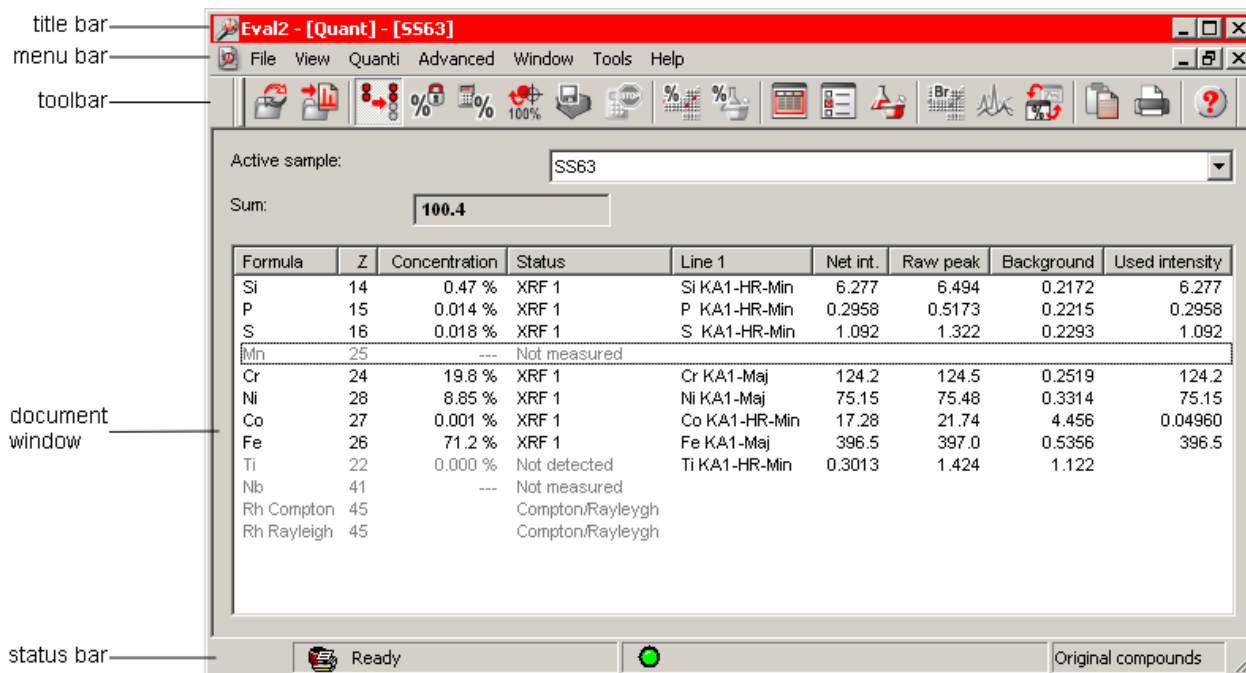 title bar
Eval2 - [Quant] - [SS63]
menu bar
File View Quanti Advanced Window Tools Help
toolbar
% % 100% STOP % % Br % ?
Active sample: SS63
Sum: 100.4
Formula Z Concentration Status Line 1 Net int. Raw peak Background Used intensity
Si 14 0.47 % XRF 1 Si KA1-HR-Min 6.277 6.494 0.2172 6.277
P 15 0.014 % XRF 1 P KA1-HR-Min 0.2958 0.5173 0.2215 0.2958
S 16 0.018 % XRF 1 S KA1-HR-Min 1.092 1.322 0.2293 1.092
Mn 25 --- Not measured
Cr 24 19.8 % XRF 1 Cr KA1-Maj 124.2 124.5 0.2519 124.2
Ni 28 8.85 % XRF 1 Ni KA1-Maj 75.15 75.48 0.3314 75.15
Co 27 0.001 % XRF 1 Co KA1-HR-Min 17.28 21.74 4.456 0.04960
Fe 26 71.2 % XRF 1 Fe KA1-Maj 396.5 397.0 0.5356 396.5
Ti 22 0.000 % Not detected Ti KA1-HR-Min 0.3013 1.424 1.122
Nb 41 --- Not measured
Rh Compton 45 Compton/Rayleygh
Rh Rayleigh 45 Compton/Rayleygh
document
window
status bar
Ready
Original compounds